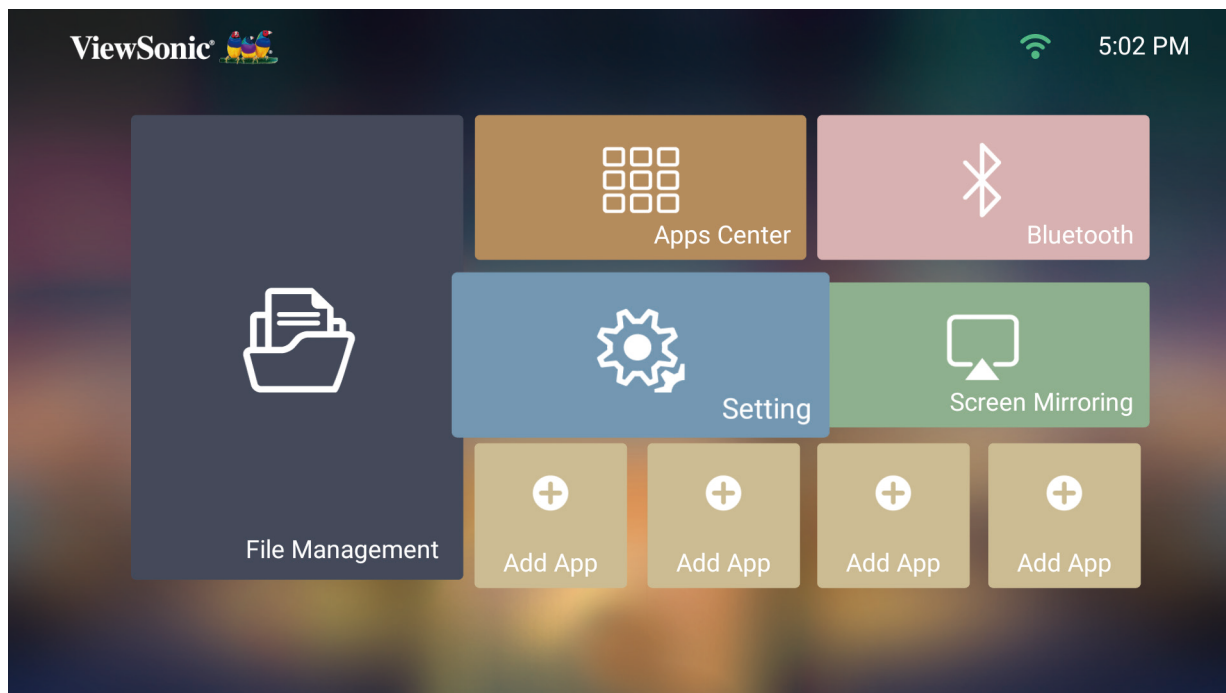 ViewSonic®
5:02 PM
Apps Center
Bluetooth
Setting
Screen Mirroring
File Management
Add App
Add App
Add App
Add App